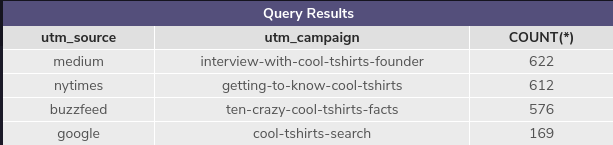 Query Results
utm_source utm_campaign COUNT(*)
medium interview-with-cool-tshirts-founder 622
nytimes getting-to-know-cool-tshirts 612
buzzfeed ten-crazy-cool-tshirts-facts 576
google cool-tshirts-search 169